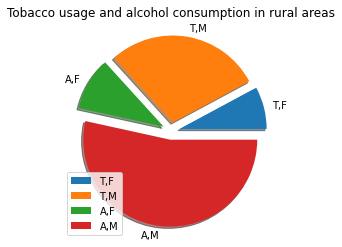 Tobacco usage and alcohol consumption in rural areas
T,M
A,F
T,F
T,F
T,M
A,F
A,M
A,M